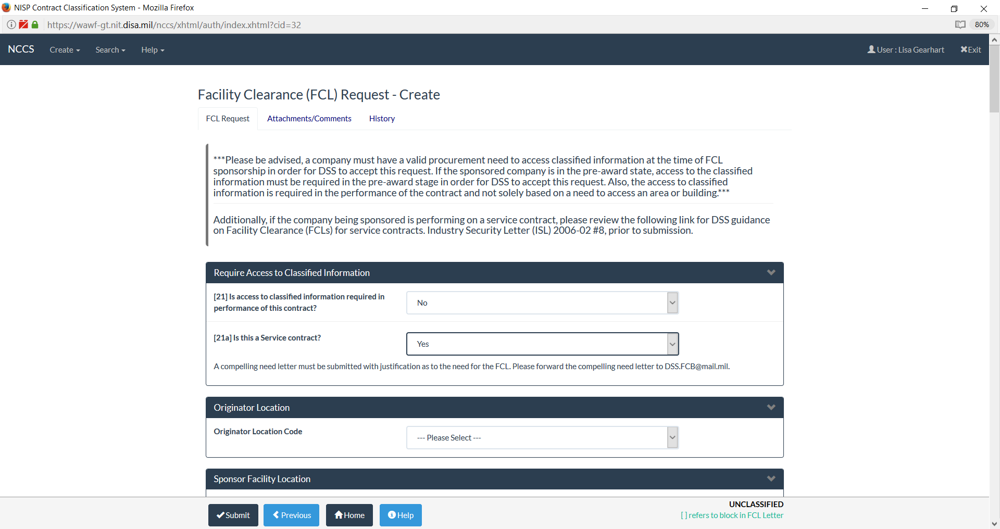 NISP Contract Classification System - Mozilla Firefox
https://wawf-gt.nit.disa.mil/nccs/xhtml/auth/index.xhtml?cid=32
80%
NCCS Create Search Help User : Lisa Gearhart Exit
Facility Clearance (FCL) Request - Create
FCL Request Attachments/Comments History
***Please be advised, a company must have a valid procurement need to access classified information at the time of FCL
sponsorship in order for DSS to accept this request. If the sponsored company is in the pre-award state, access to the classified
information must be required in the pre-award stage in order for DSS to accept this request. Also, the access to classified
information is required in the performance of the contract and not solely based on a need to access an area or building.***
Additionally, if the company being sponsored is performing on a service contract, please review the following link for DSS guidance
on Facility Clearance (FCLs) for service contracts. Industry Security Letter (ISL) 2006-02 #8, prior to submission.
Require Access to Classified Information
[21] Is access to classified information required in
performance of this contract?
No
[21a] Is this a Service contract?
Yes
A compelling need letter must be submitted with justification as to the need for the FCL. Please forward the compelling need letter to DSS.FCB@mail.mil.
Originator Location
Originator Location Code
--- Please Select ---
Sponsor Facility Location
Submit Previous Home Help
UNCLASSIFIED
[ ] refers to block in FCL Letter